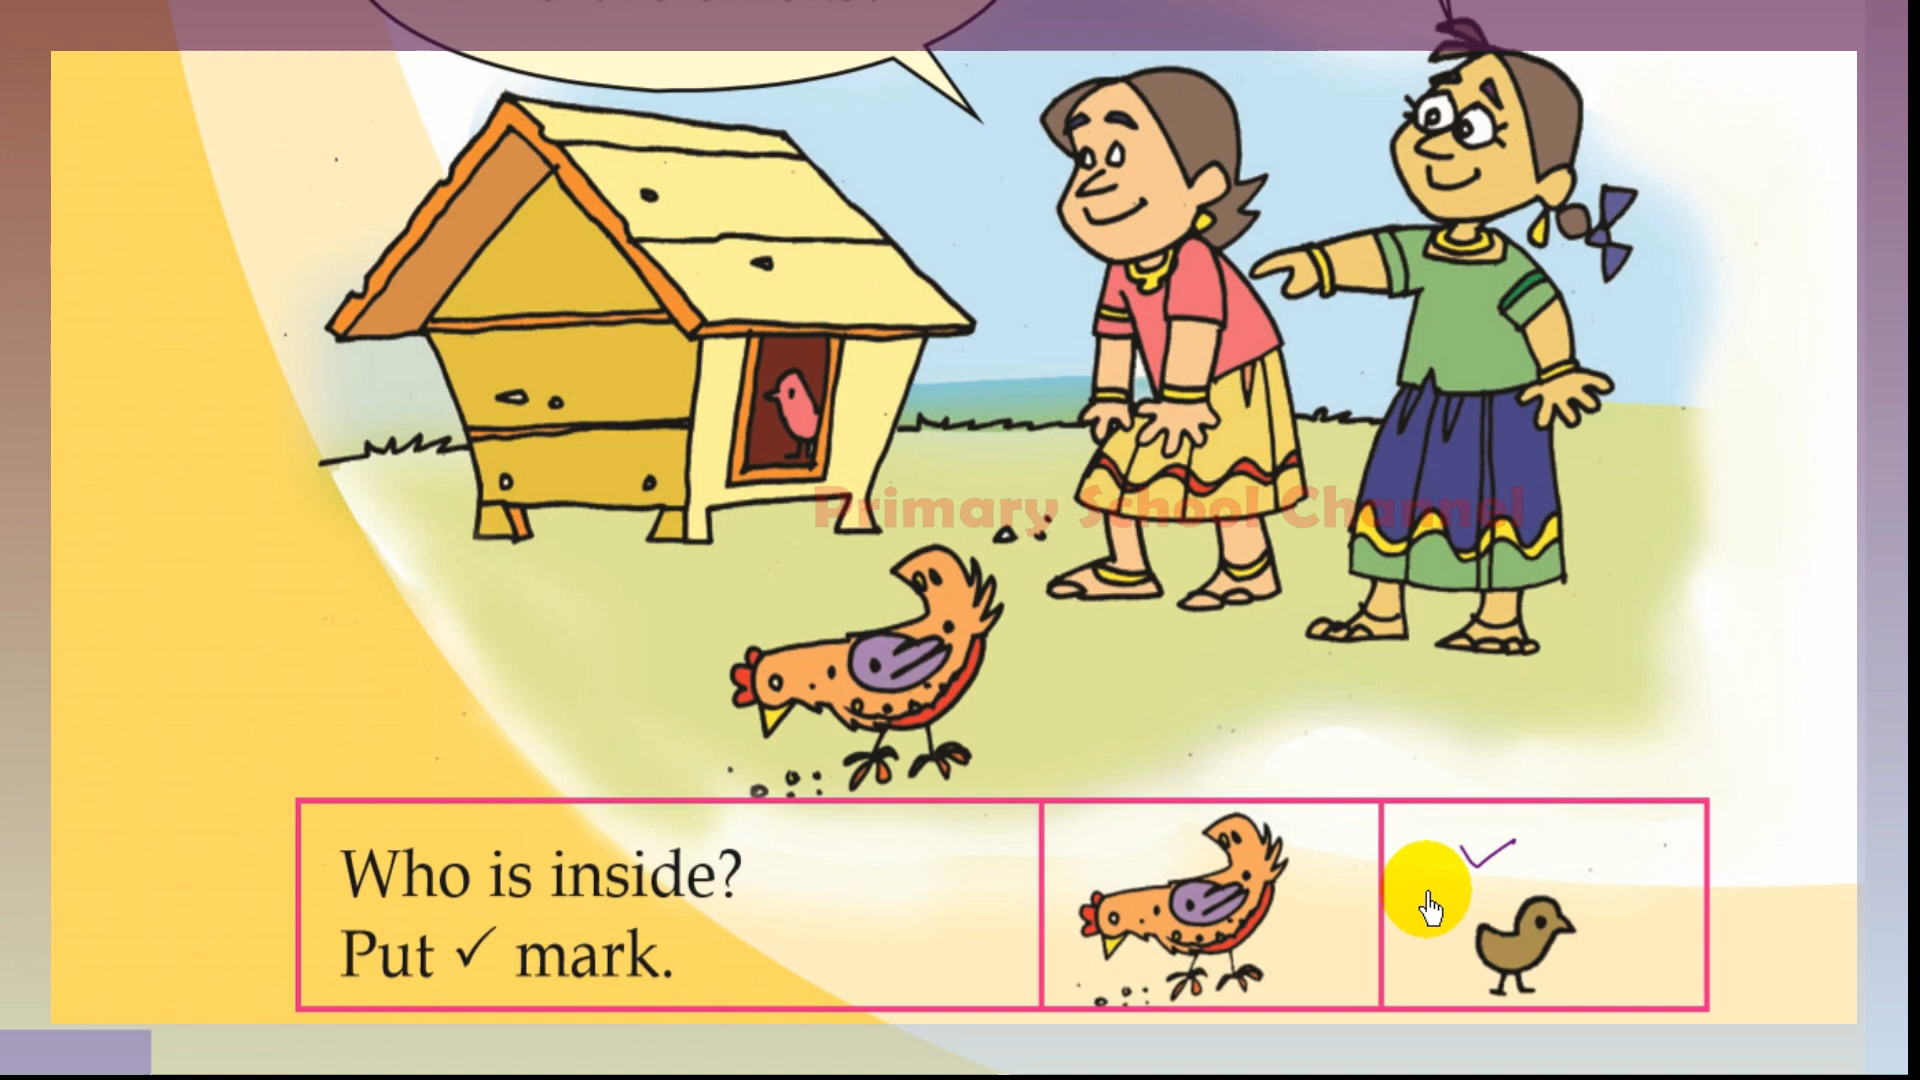 Primary School Channel
Who is inside?
Put ✓ mark.